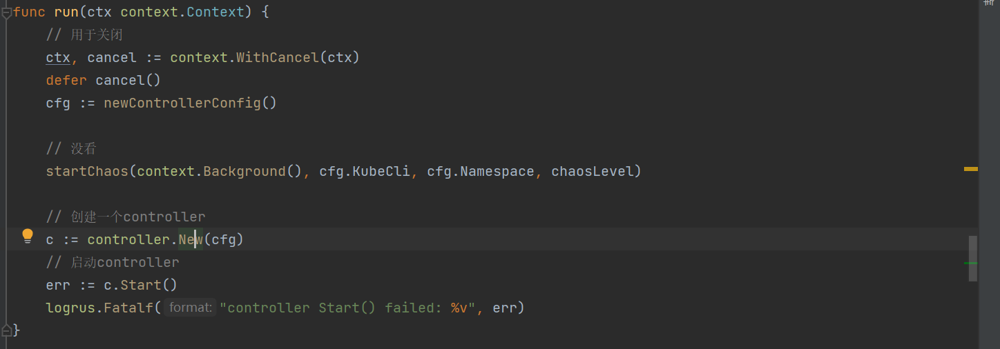 func run(ctx context.Context) {
    // 用于关闭
    ctx, cancel := context.WithCancel(ctx)
    defer cancel()
    cfg := newControllerConfig()

    // 没看
    startChaos(context.Background(), cfg.KubeCli, cfg.Namespace, chaosLevel)

    // 创建一个controller
    c := controller.New(cfg)
    // 启动controller
    err := c.Start()
    logrus.Fatalf( format: "controller Start() failed: %v", err)
}